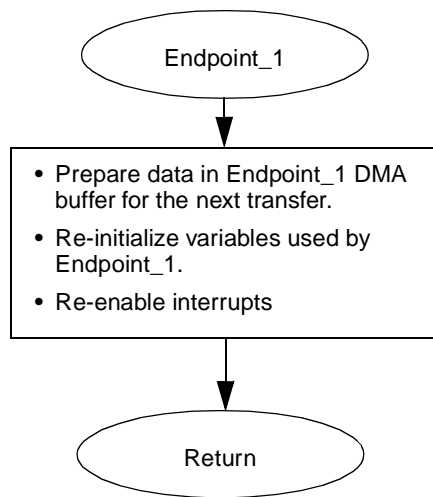 Endpoint_1
• Prepare data in Endpoint_1 DMA
buffer for the next transfer.
• Re-initialize variables used by
Endpoint_1.
• Re-enable interrupts
Return